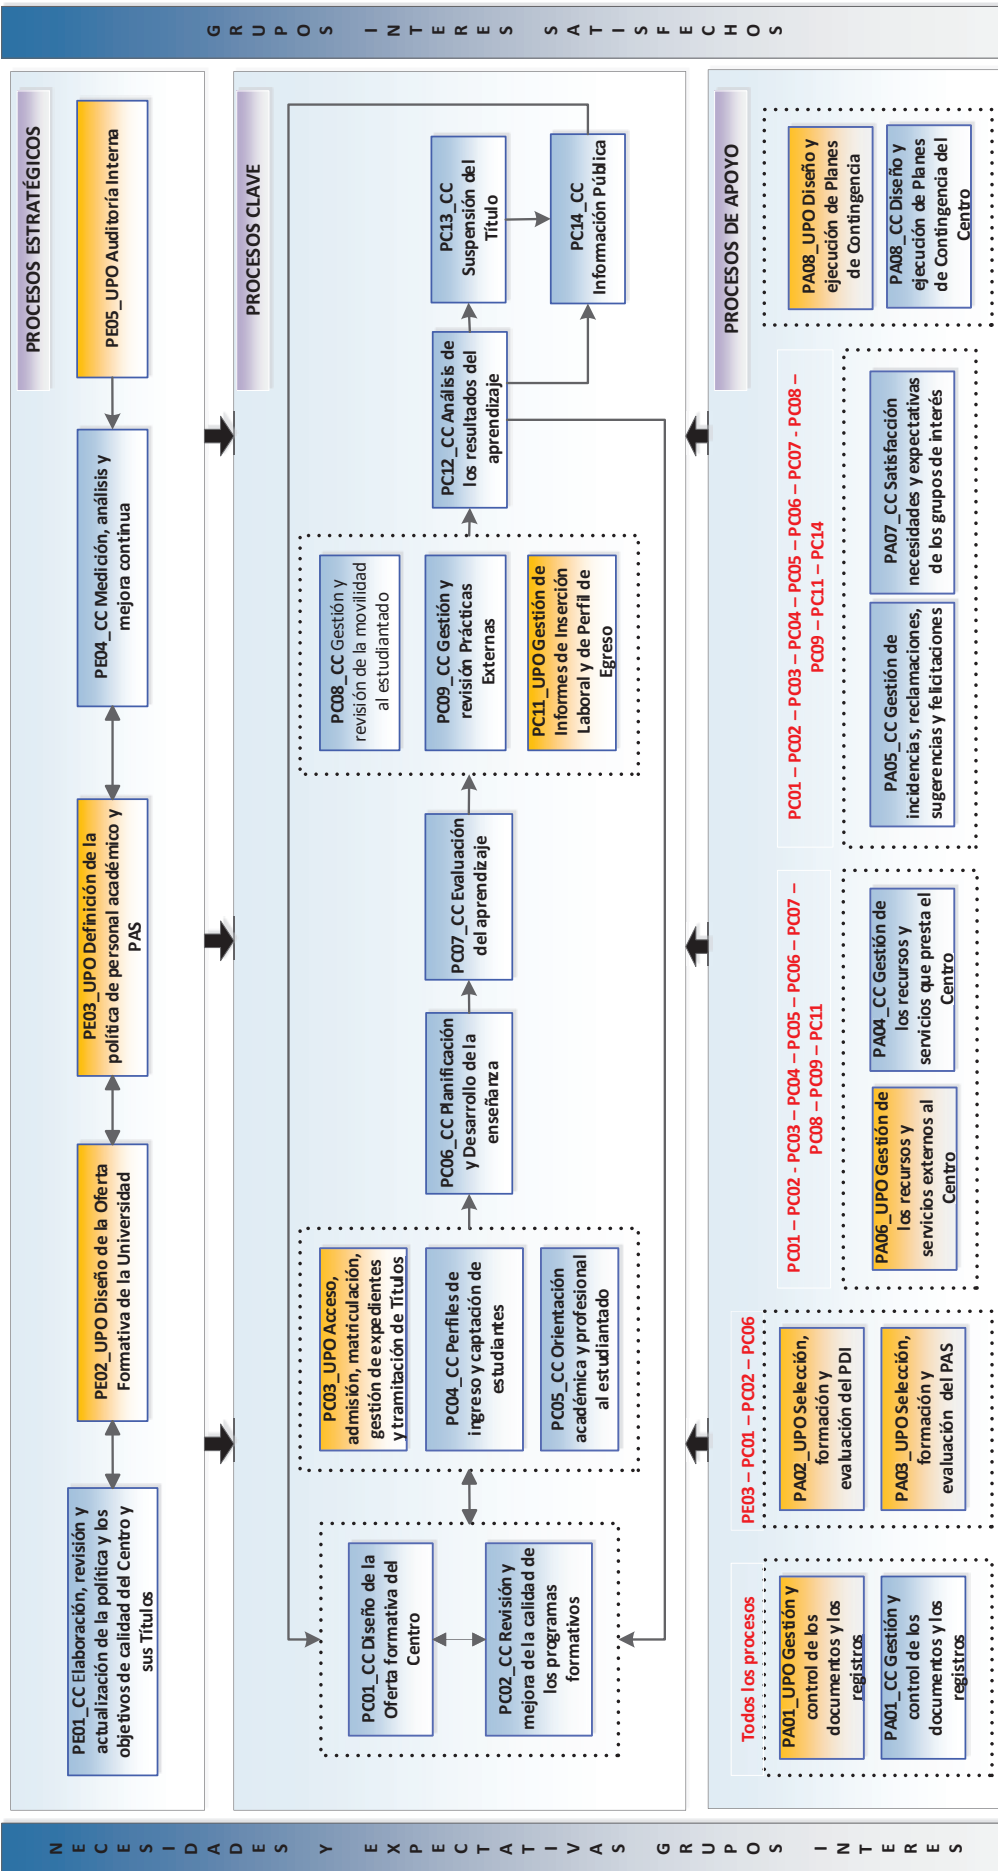 NECESIDADES Y EXPECTATIVAS GRUPOS INTERES
PROCESOS ESTRATÉGICOS
PE01_CC Elaboración, revisión y
actualización de la política y los
objetivos de calidad del Centro y
sus Títulos
PE02_UPO Diseño de la Oferta
Formativa de la Universidad
PE03_UPO Definición de la
política de personal académico y
PAS
PE04_CC Medición, análisis y
mejora continua
PE05_UPO Auditoría Interna
PROCESOS CLAVE
PC01_CC Diseño de la
Oferta formativa del
Centro
PC02_CC Revisión y
mejora de la calidad de
los programas
formativos
PC03_UPO Acceso,
admisión, matriculación,
gestión de expedientes
y tramitación de Títulos
PC04_CC Perfiles de
ingreso y captación de
estudiantes
PC05_CC Orientación
académica y profesional
al estudiantado
PC06_CC Planificación
y Desarrollo de la
enseñanza
PC07_CC Evaluación
del aprendizaje
PC08_CC Gestión y
revisión de la movilidad
al estudiantado
PC09_CC Gestión y
revisión Prácticas
Externas
PC11_UPO Gestión de
Informes de Inserción
Laboral y de Perfil de
Egreso
PC12_CC Análisis de
los resultados del
aprendizaje
PC13_CC
Suspensión del
Título
PC14_CC
Información Pública
PROCESOS DE APOYO
Todos los procesos
PA01_UPO Gestión y
control de los
documentos y los
registros
PA01_CC Gestión y
control de los
documentos y los
registros
PE03 – PC01 – PC02 – PC06
PA02_UPO Selección,
formación y
evaluación del PDI
PA03_UPO Selección,
formación y
evaluación del PAS
PC01 – PC02 - PC03 – PC04 – PC05 – PC06 – PC07 –
PC08 – PC09 – PC11
PA06_UPO Gestión de
los recursos y
servicios externos al
Centro
PA04_CC Gestión de
los recursos y
servicios que presta el
Centro
PC01 – PC02 – PC03 – PC04 – PC05 – PC06 – PC07 - PC08 –
PC09 – PC11 – PC14
PA05_CC Gestión de
incidencias, reclamaciones,
sugerencias y felicitaciones
PA07_CC Satisfacción
necesidades y expectativas
de los grupos de interés
PA08_UPO Diseño y
ejecución de Planes
de Contingencia
PA08_CC Diseño y
ejecución de Planes
de Contingencia del
Centro
GRUPOS INTERES SATISFECHOS